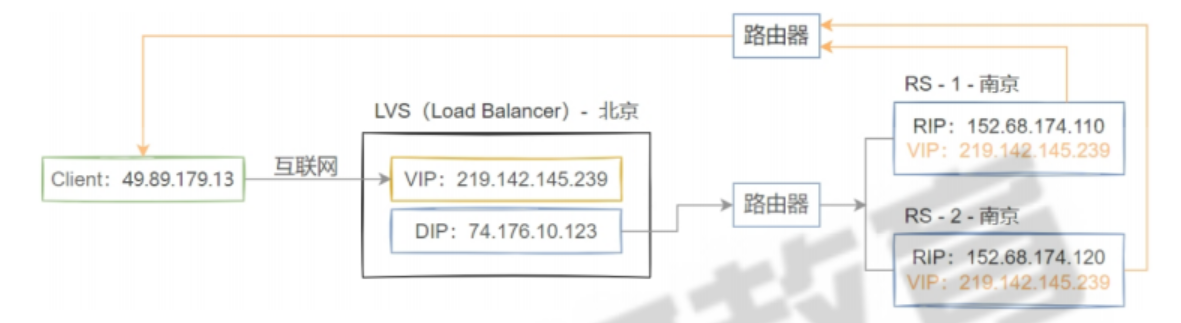 路由器
RS - 1 - 南京
LVS（Load Balancer）- 北京
RIP：152.68.174.110
VIP：219.142.145.239
互联网
Client：49.89.179.13
VIP：219.142.145.239
路由器
DIP：74.176.10.123
RS - 2 - 南京
RIP：152.68.174.120
VIP：219.142.145.239
教育